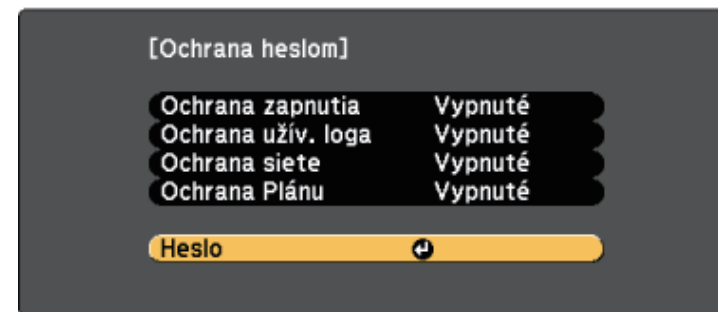 [Ochrana heslom]
Ochrana zapnutia Vypnuté
Ochrana užív. loga Vypnuté
Ochrana siete Vypnuté
Ochrana Plánu Vypnuté
Heslo